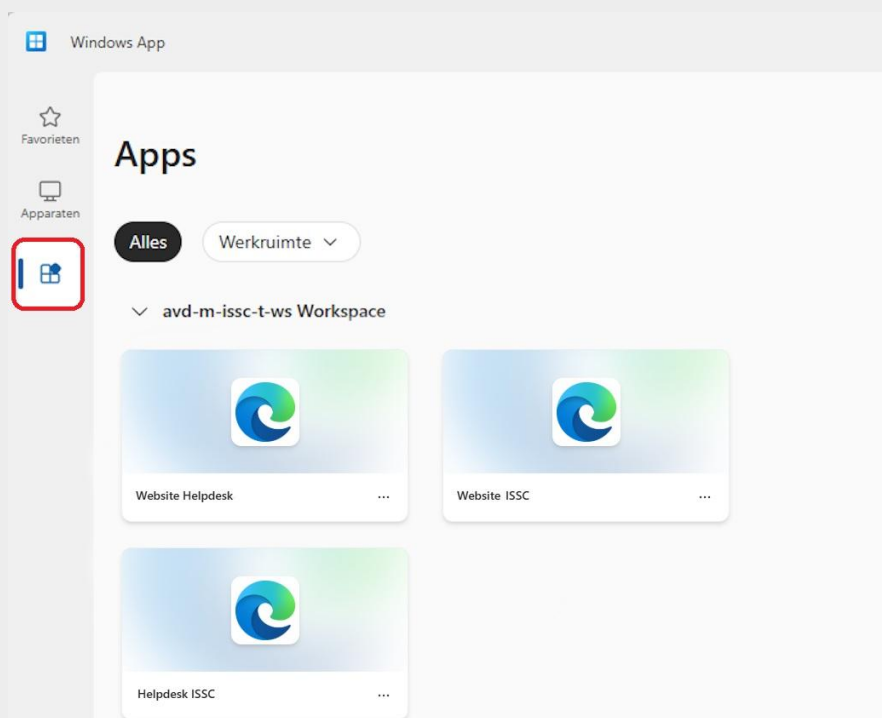 Windows App
Favorieten
Apparaten
Apps
Alles
Werkruimte
avd-m-issc-t-ws Workspace
Website Helpdesk ...
Website ISSC ...
Helpdesk ISSC ...